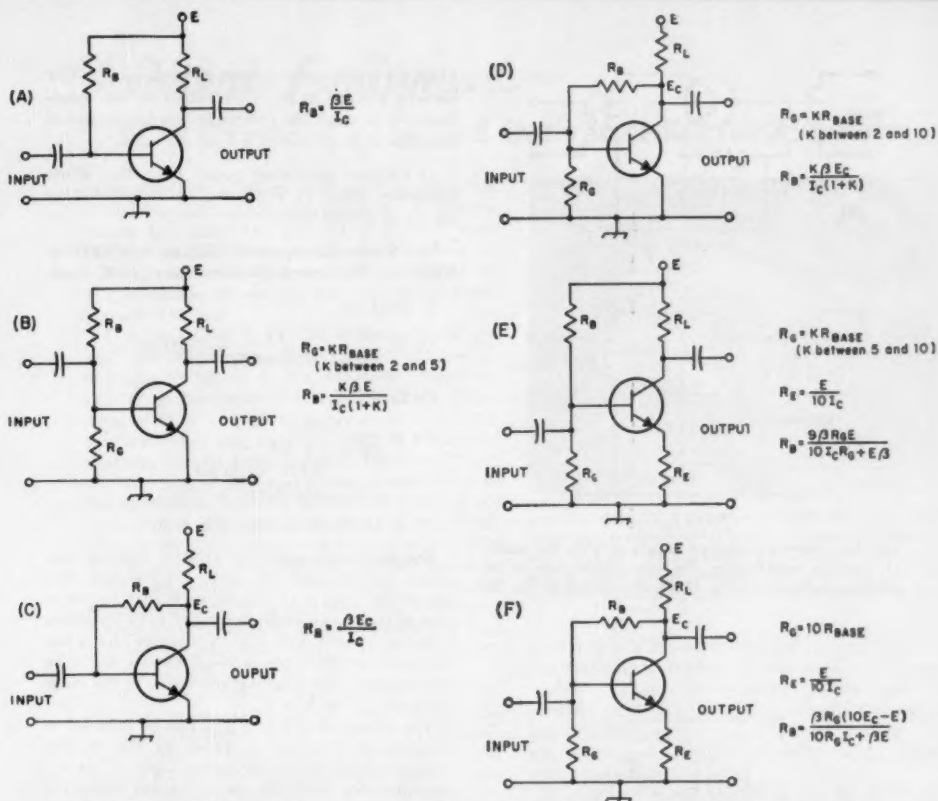 (A)
E
R_B
R_L
R_B = βE / I_C
INPUT
OUTPUT
(B)
E
R_B
R_L
R_G = KR_BASE
(K between 2 and 5)
R_B = KβE / I_C(1+K)
INPUT
OUTPUT
R_G
(C)
E
R_L
R_B
E_C
R_B = βE_C / I_C
INPUT
OUPUT
(D)
E
R_L
R_B
E_C
R_G = KR_BASE
(K between 2 and 10)
R_B = KβE_C / I_C(1+K)
INPUT
OUTPUT
R_G
(E)
E
R_B
R_L
R_G = KR_BASE
(K between 5 and 10)
R_E = E / 10I_C
R_B = 9βR_GE / 10I_CR_G+Eβ
OUTPUT
INPUT
R_G
R_E
(F)
E
R_L
R_B
E_C
R_G = 10R_BASE
R_E = E / 10I_C
R_B = βR_G(10E_C-E) / 10R_GI_C+βE
OUTPUT
INPUT
R_G
R_E